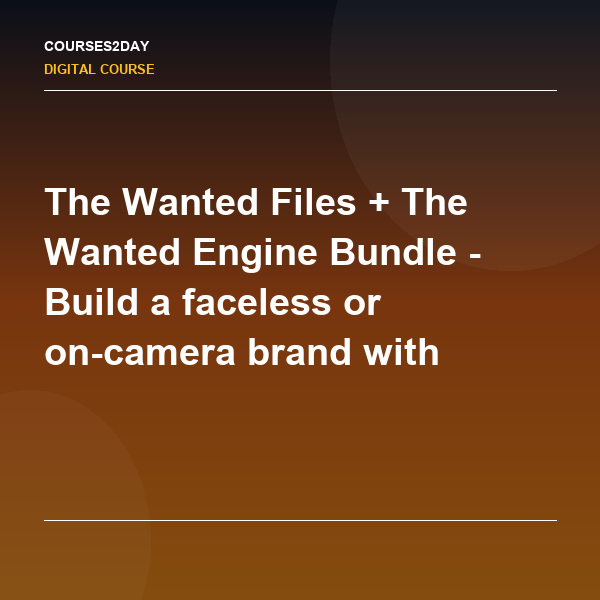 COURSES2DAY
DIGITAL COURSE
The Wanted Files + The
Wanted Engine Bundle -
Build a faceless or
on-camera brand with